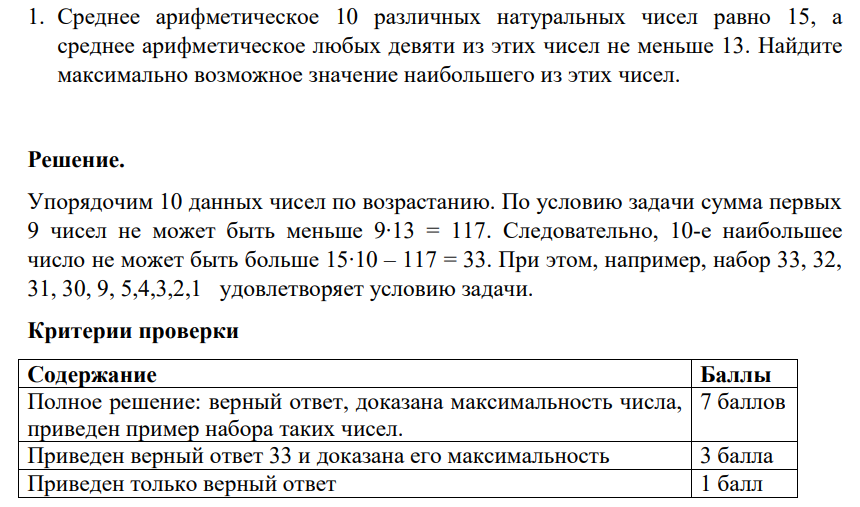 1. Среднее арифметическое 10 различных натуральных чисел равно 15, а
среднее арифметическое любых девяти из этих чисел не меньше 13. Найдите
максимально возможное значение наибольшего из этих чисел.
Решение.
Упорядочим 10 данных чисел по возрастанию. По условию задачи сумма первых
9 чисел не может быть меньше 9·13 = 117. Следовательно, 10-е наибольшее
число не может быть больше 15·10 – 117 = 33. При этом, например, набор 33, 32,
31, 30, 9, 5,4,3,2,1 удовлетворяет условию задачи.
Критерии проверки
Содержание Баллы
Полное решение: верный ответ, доказана максимальность числа, 7 баллов
приведен пример набора таких чисел.
Приведен верный ответ 33 и доказана его максимальность 3 балла
Приведен только верный ответ 1 балл